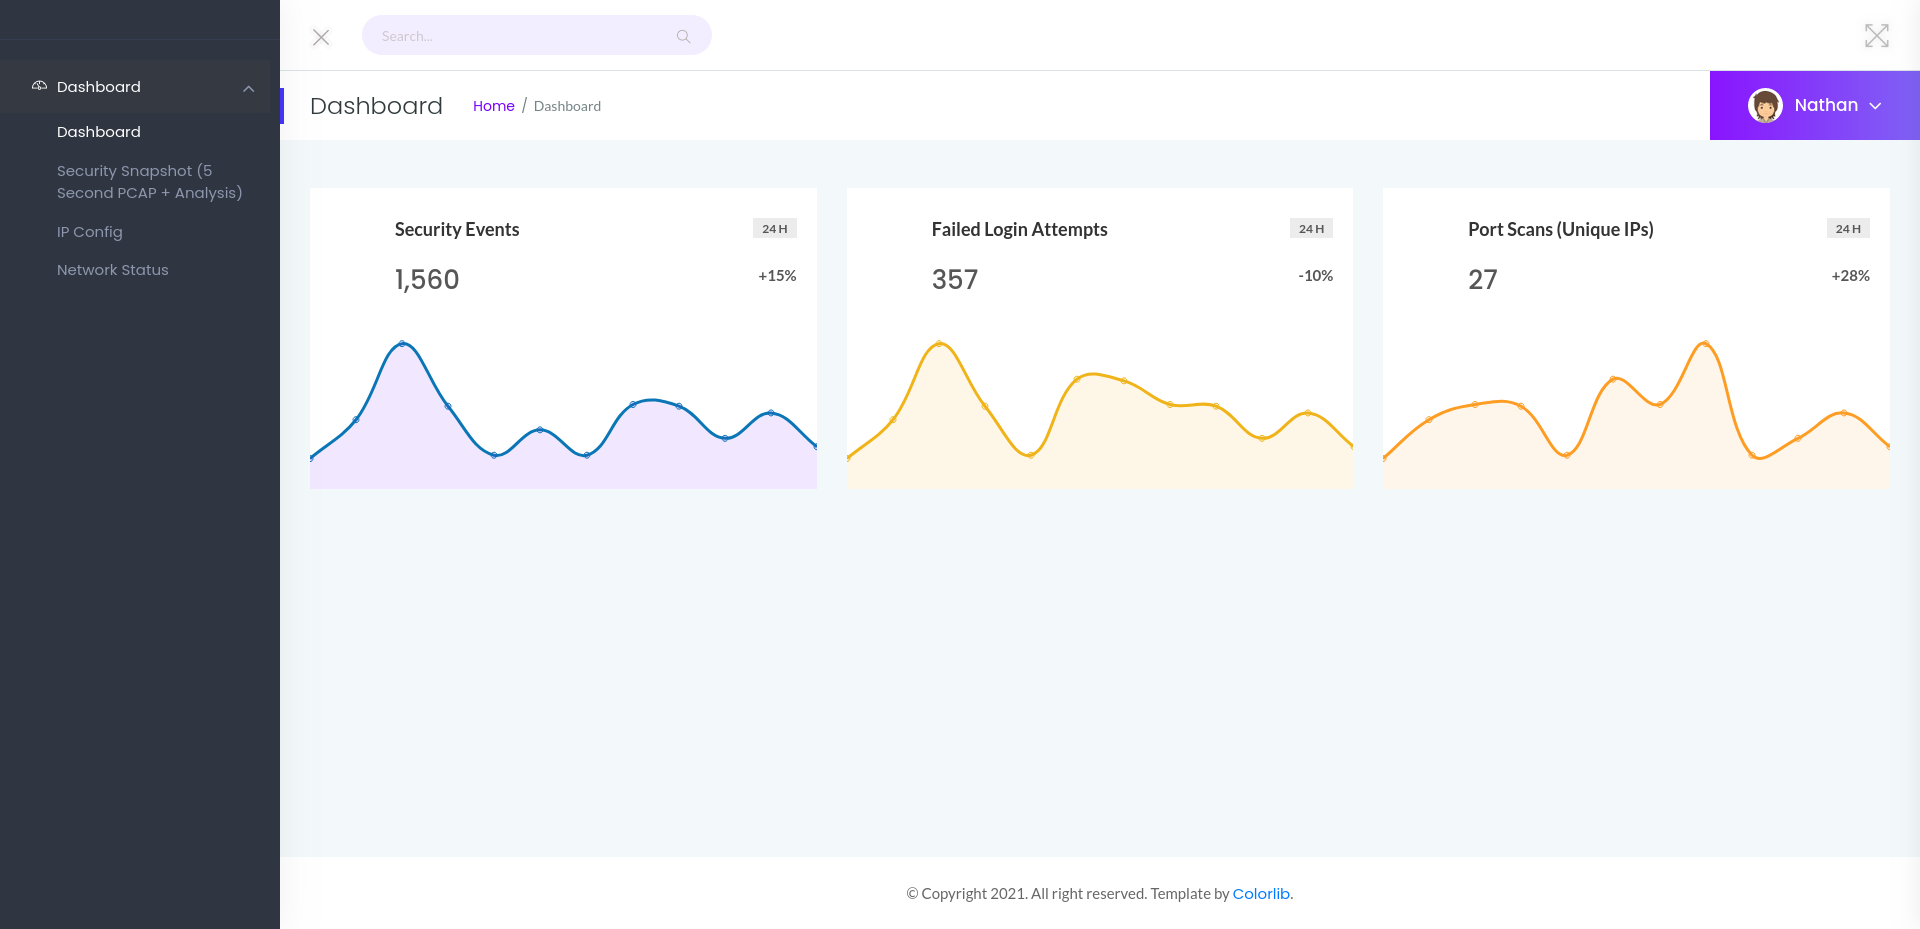 Search...
Dashboard
Dashboard
Security Snapshot (5
Second PCAP + Analysis)
IP Config
Network Status
Dashboard
Home / Dashboard
Nathan
Security Events
24 H
1,560
+15%
Failed Login Attempts
24 H
357
-10%
Port Scans (Unique IPs)
24 H
27
+28%
© Copyright 2021. All right reserved. Template by Colorlib.